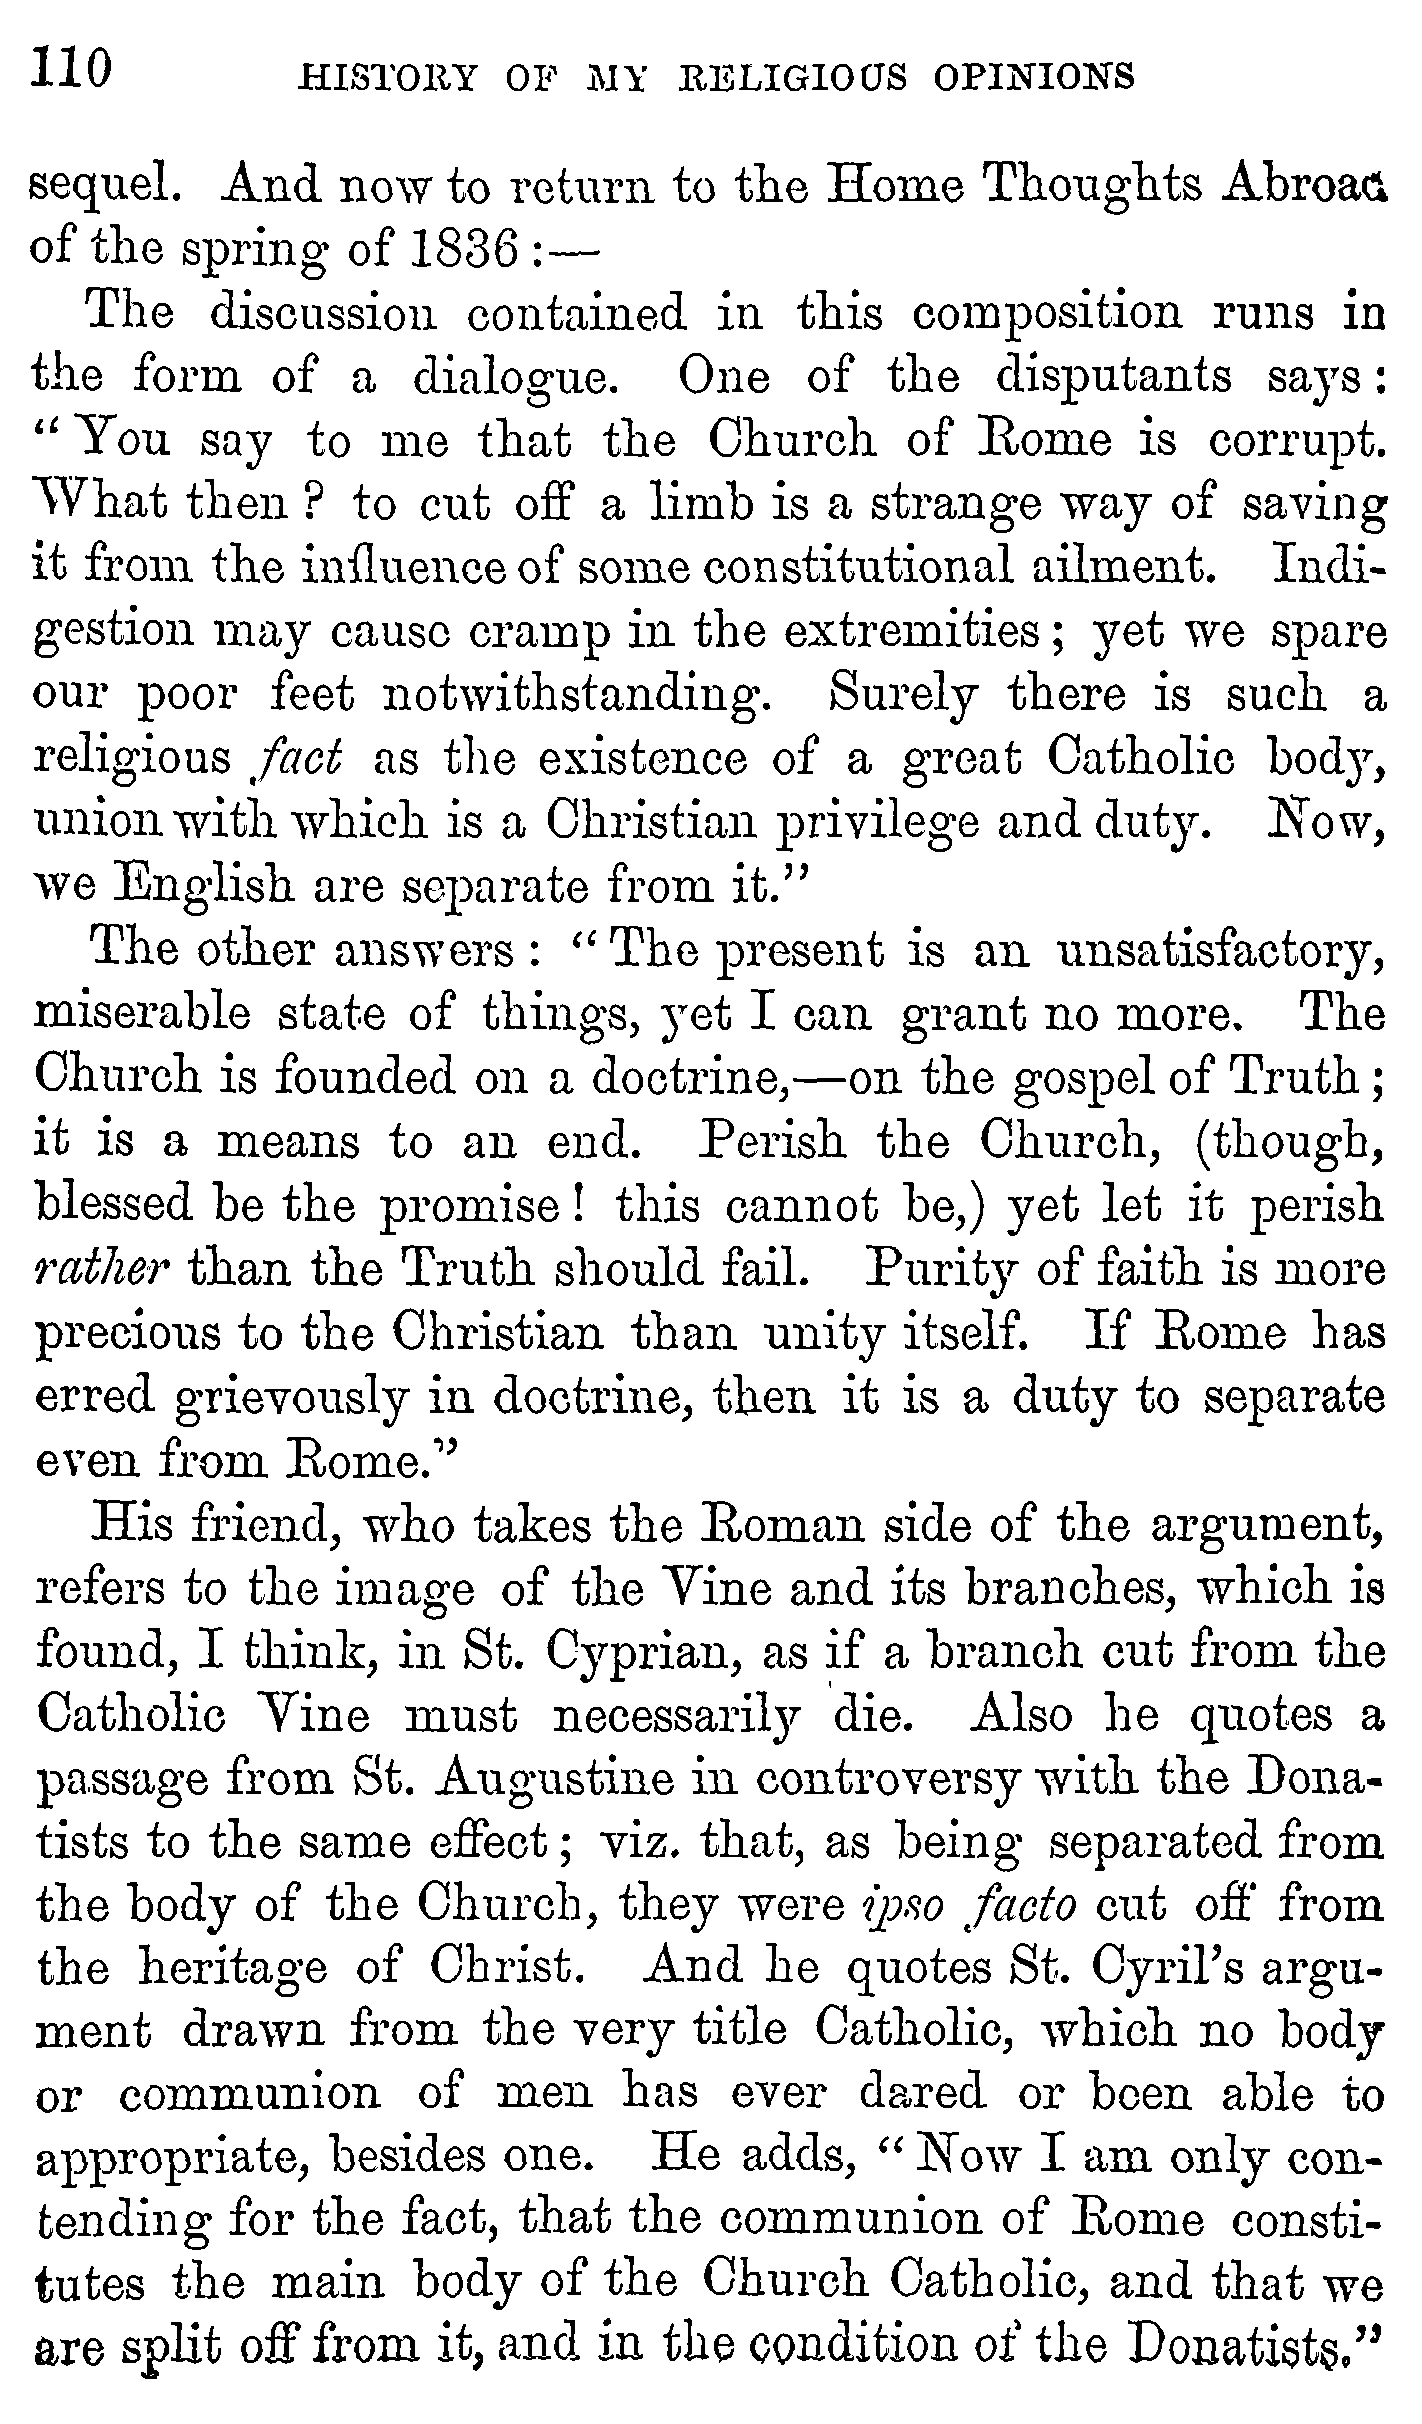 110 HISTORY OF MY RELIGIOUS OPINIONS
sequel. And now to return to the Home Thoughts Abroad
of the spring of 1836 :—
The discussion contained in this composition runs in
the form of a dialogue. One of the disputants says:
“ You say to me that the Church of Rome is corrupt.
What then ? to cut off a limb is a strange way of saving
it from the influence of some constitutional ailment. Indi-
gestion may cause cramp in the extremities ; yet we spare
our poor feet notwithstanding. Surely there is such a
religious fact as the existence of a great Catholic body,
union with which is a Christian privilege and duty. Now,
we English are separate from it.”
The other answers : “ The present is an unsatisfactory,
miserable state of things, yet I can grant no more. The
Church is founded on a doctrine,—on the gospel of Truth ;
it is a means to an end. Perish the Church, (though,
blessed be the promise ! this cannot be,) yet let it perish
rather than the Truth should fail. Purity of faith is more
precious to the Christian than unity itself. If Rome has
erred grievously in doctrine, then it is a duty to separate
even from Rome.”
His friend, who takes the Roman side of the argument,
refers to the image of the Vine and its branches, which is
found, I think, in St. Cyprian, as if a branch cut from the
Catholic Vine must necessarily die. Also he quotes a
passage from St. Augustine in controversy with the Dona-
tists to the same effect ; viz. that, as being separated from
the body of the Church, they were ipso facto cut off from
the heritage of Christ. And he quotes St. Cyril’s argu-
ment drawn from the very title Catholic, which no body
or communion of men has ever dared or been able to
appropriate, besides one. He adds, “ Now I am only con-
tending for the fact, that the communion of Rome consti-
tutes the main body of the Church Catholic, and that we
are split off from it, and in the condition of the Donatists.”